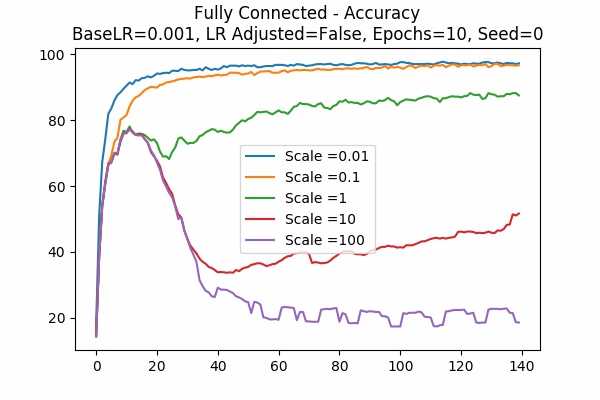 Fully Connected - Accuracy
BaseLR=0.001, LR Adjusted=False, Epochs=10, Seed=0
100
80
60
40
20
Scale =0.01
Scale =0.1
Scale =1
Scale =10
Scale =100
0 20 40 60 80 100 120 140